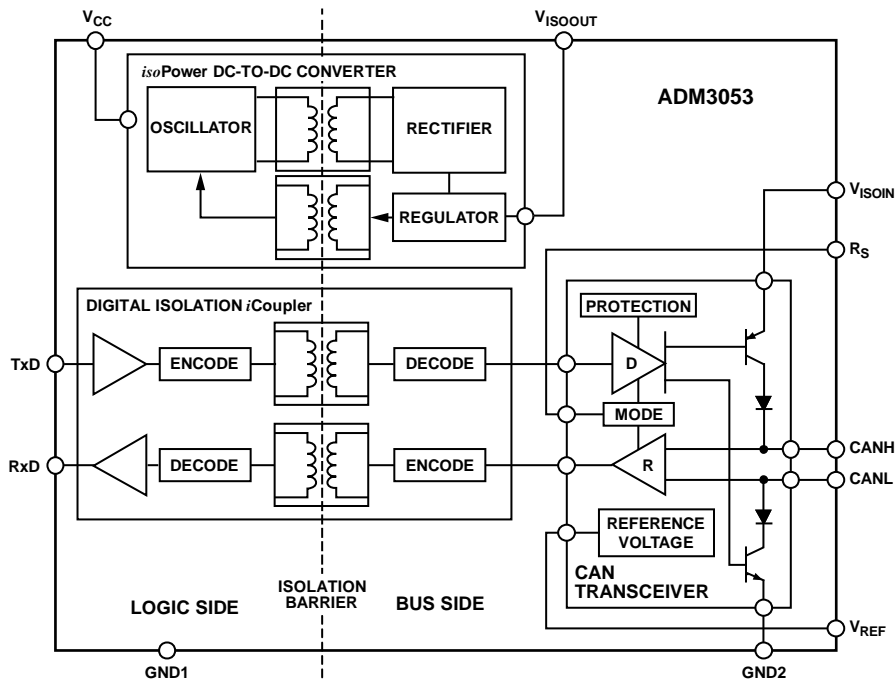 VCC
VISOOUT
isoPower DC-TO-DC CONVERTER
ADM3053
OSCILLATOR
RECTIFIER
REGULATOR
VISOIN
RS
DIGITAL ISOLATION iCoupler
PROTECTION
TxD
ENCODE
DECODE
D
MODE
RxD
DECODE
ENCODE
R
CANH
CANL
REFERENCE
VOLTAGE
CAN
TRANSCEIVER
LOGIC SIDE
ISOLATION
BARRIER
BUS SIDE
VREF
GND1
GND2